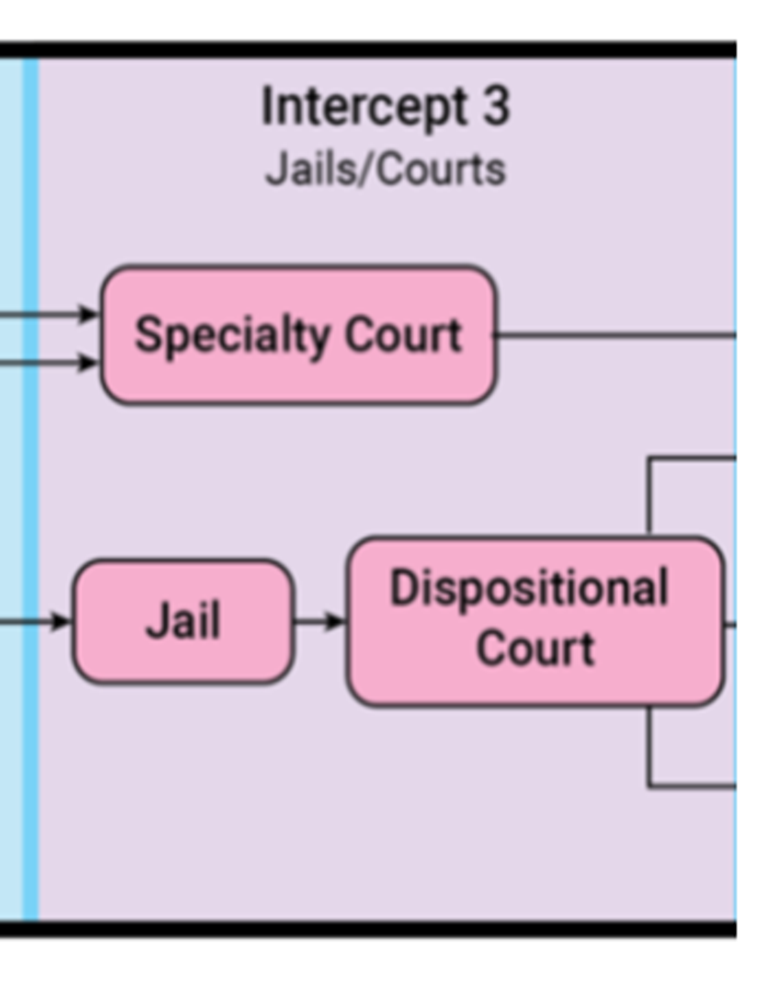 Intercept 3
Jails/Courts
Specialty Court
Jail
Dispositional
Court